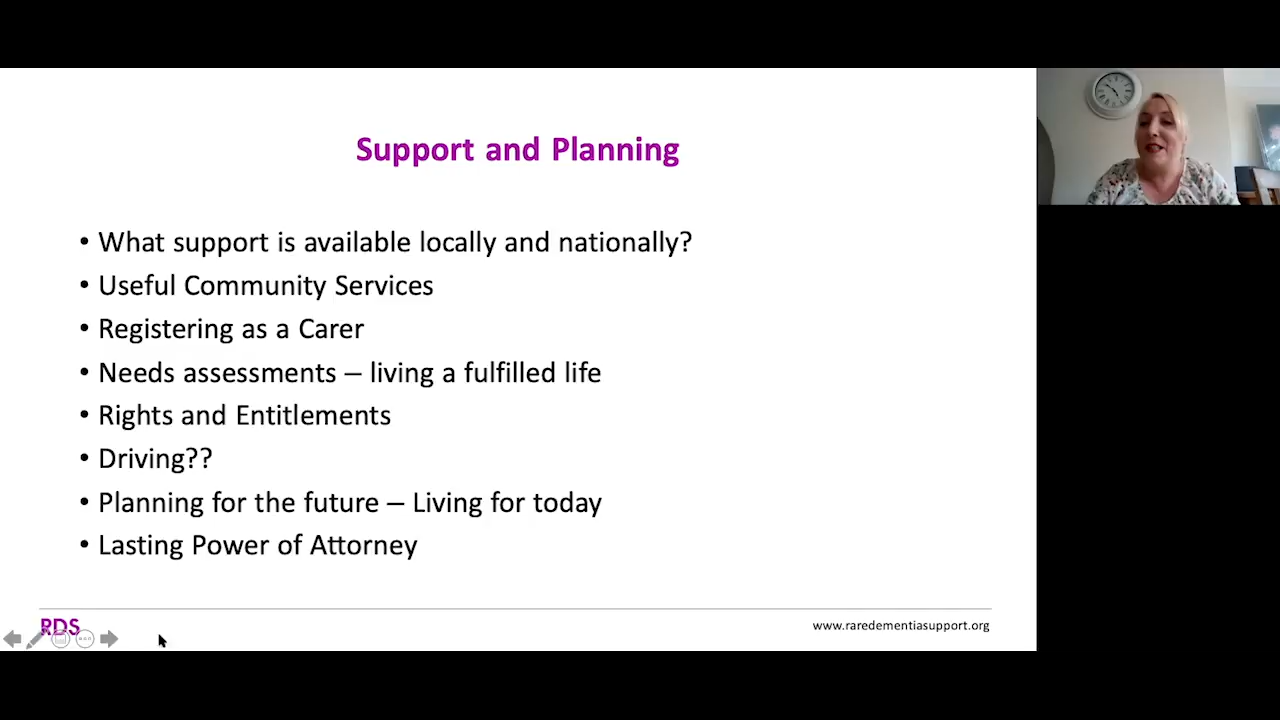 Support and Planning
• What support is available locally and nationally?
• Useful Community Services
• Registering as a Carer
• Needs assessments – living a fulfilled life
• Rights and Entitlements
• Driving??
• Planning for the future – Living for today
• Lasting Power of Attorney
RDS
www.raredementiasupport.org